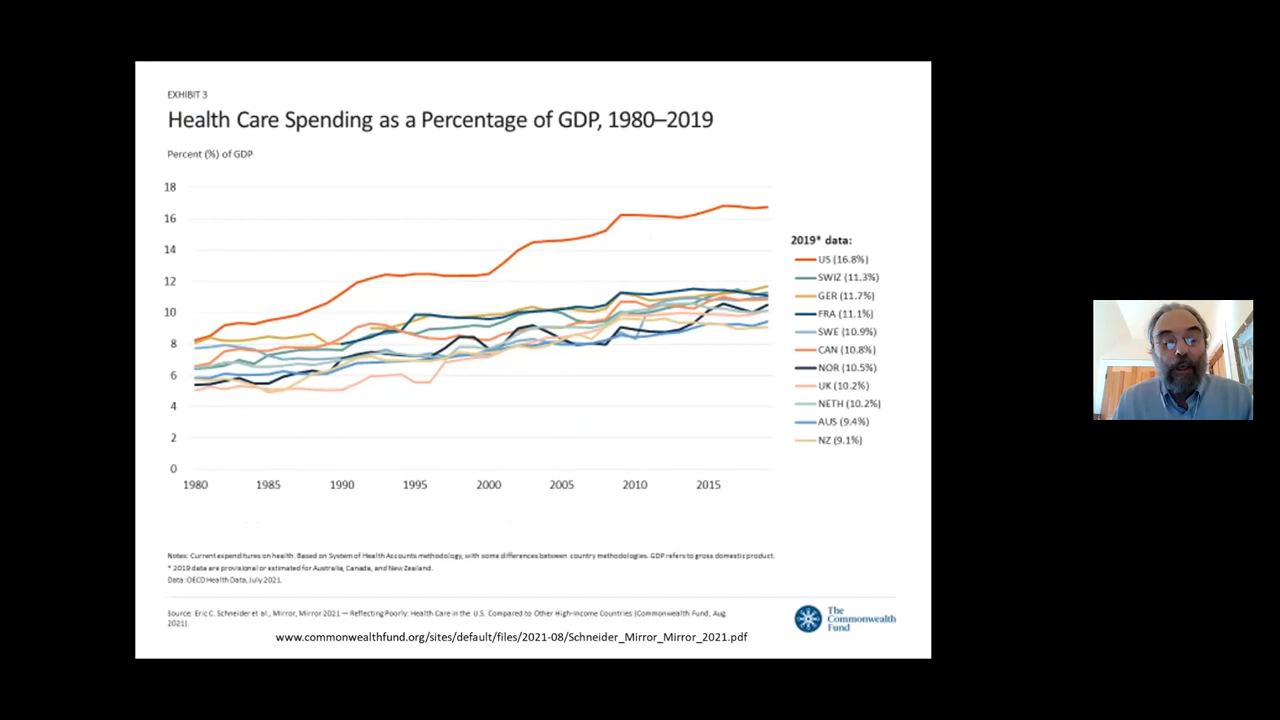 EXHIBIT 3
Health Care Spending as a Percentage of GDP, 1980–2019
Percent (%) of GDP
18
16
14
12
10
8
6
4
2
0
1980 1985 1990 1995 2000 2005 2010 2015
2019* data:
US (16.8%)
SWIZ (11.3%)
GER (11.7%)
FRA (11.1%)
SWE (10.9%)
CAN (10.8%)
NOR (10.5%)
UK (10.2%)
NETH (10.2%)
AUS (9.4%)
NZ (9.1%)
Notes: Current expenditures on health. Based on System of Health Accounts methodology, with some differences between country methodologies. GDP refers to gross domestic product.
* 2019 data are provisional or estimated for Australia, Canada, and New Zealand.
Data: OECD Health Data, July 2021.
Source: Eric C. Schneider et al., Mirror, Mirror 2021 — Reflecting Poorly: Health Care in the U.S. Compared to Other High-Income Countries (Commonwealth Fund, Aug.
2021).
www.commonwealthfund.org/sites/default/files/2021-08/Schneider_Mirror_Mirror_2021.pdf
The
Commonwealth
Fund